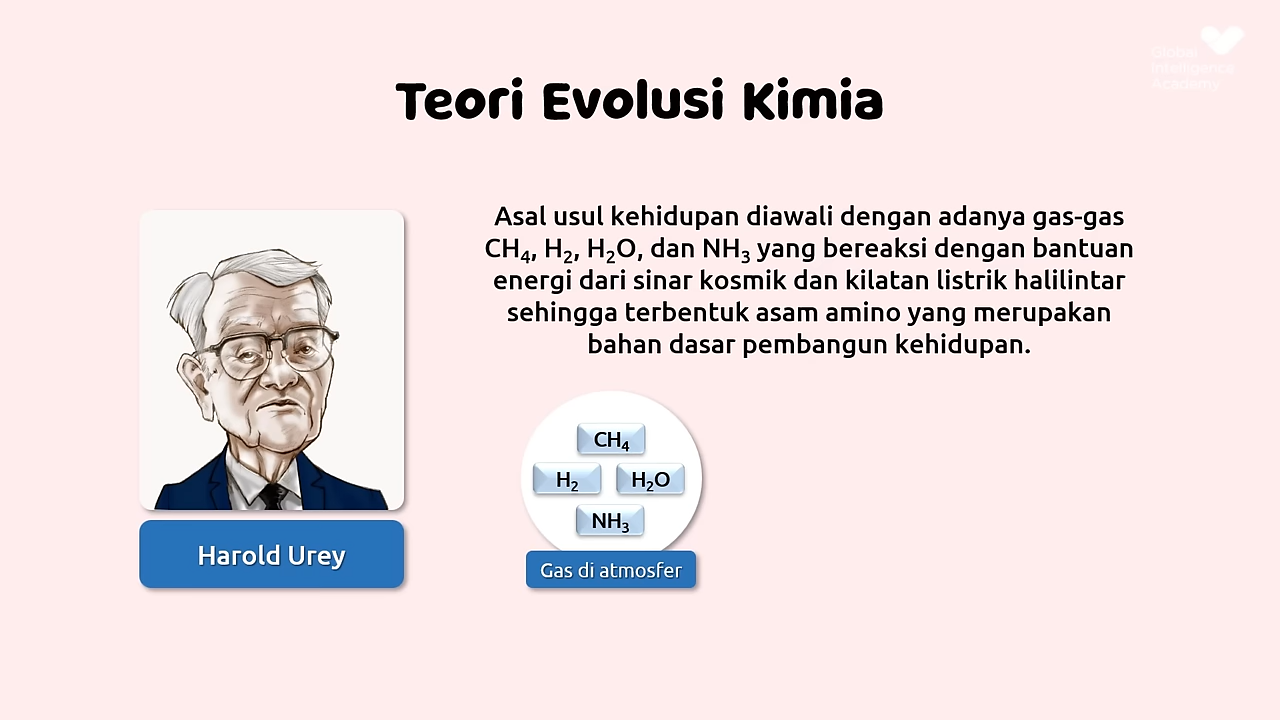 Global
Intelligence
Academy
Teori Evolusi Kimia
Asal usul kehidupan diawali dengan adanya gas-gas
CH₄, H₂, H₂O, dan NH₃ yang bereaksi dengan bantuan
energi dari sinar kosmik dan kilatan listrik halilintar
sehingga terbentuk asam amino yang merupakan
bahan dasar pembangun kehidupan.
CH₄
H₂ H₂O
NH₃
Harold Urey
Gas di atmosfer